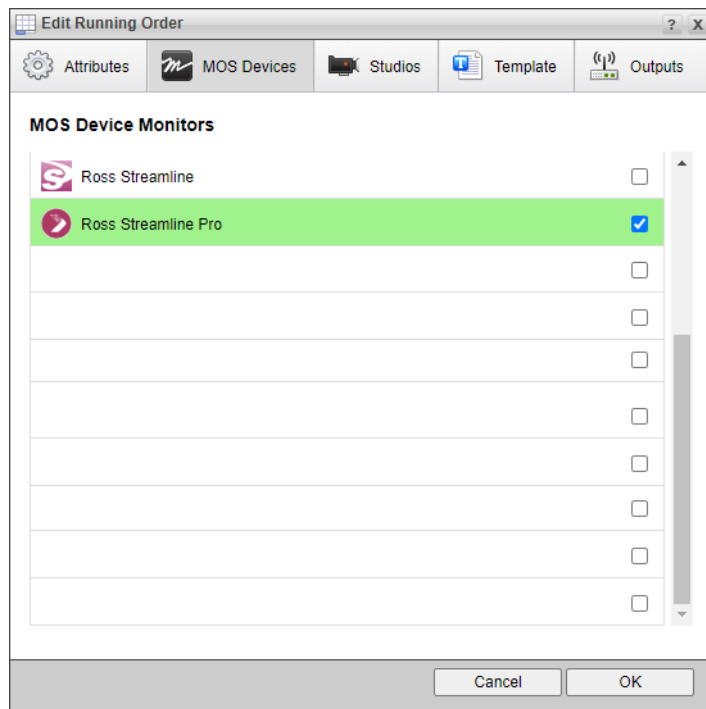 Edit Running Order
? X
Attributes
MOS Devices
Studios
Template
Outputs
MOS Device Monitors
Ross Streamline
Ross Streamline Pro
Cancel
OK